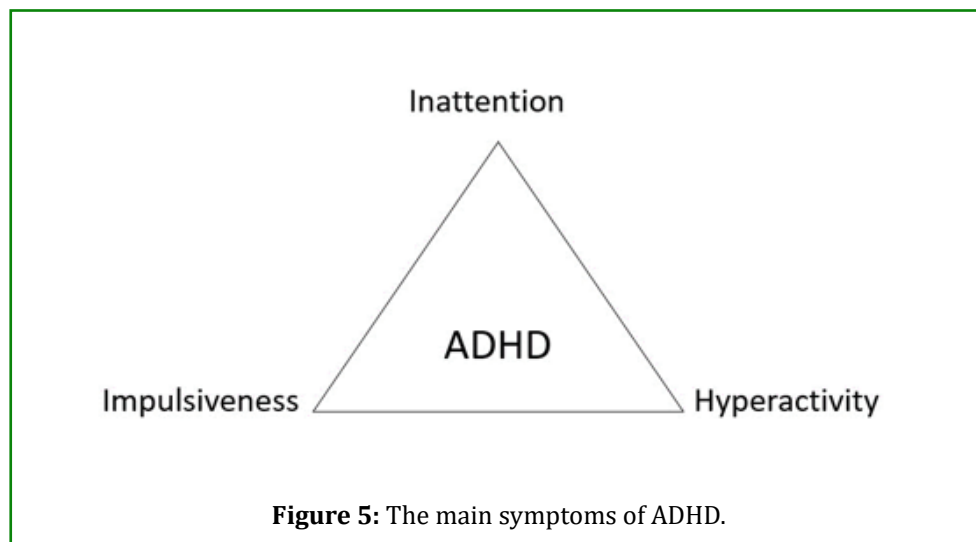 Inattention
ADHD
Impulsiveness
Hyperactivity
Figure 5: The main symptoms of ADHD.